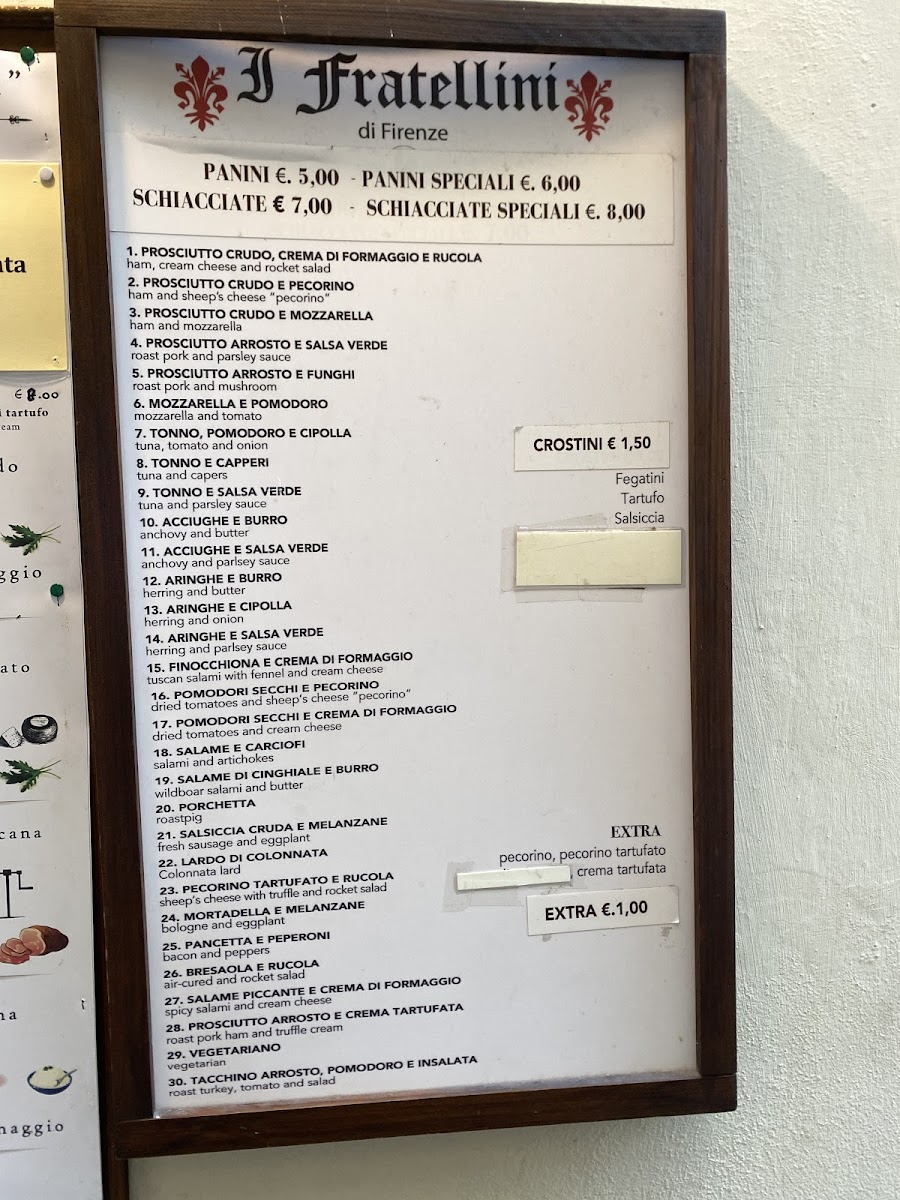 ”
ata
€ 8.00
i tartufo
eam
do
ggio
ato
cana
na
naggio
I Fratellini
di Firenze
PANINI €. 5,00 - PANINI SPECIALI €. 6,00
SCHIACCIATE € 7,00 - SCHIACCIATE SPECIALI €. 8,00
1. PROSCIUTTO CRUDO, CREMA DI FORMAGGIO E RUCOLA
ham, cream cheese and rocket salad
2. PROSCIUTTO CRUDO E PECORINO
ham and sheep's cheese "pecorino"
3. PROSCIUTTO CRUDO E MOZZARELLA
ham and mozzarella
4. PROSCIUTTO ARROSTO E SALSA VERDE
roast pork and parsley sauce
5. PROSCIUTTO ARROSTO E FUNGHI
roast pork and mushroom
6. MOZZARELLA E POMODORO
mozzarella and tomato
7. TONNO, POMODORO E CIPOLLA
tuna, tomato and onion
8. TONNO E CAPPERI
tuna and capers
9. TONNO E SALSA VERDE
tuna and parsley sauce
10. ACCIUGHE E BURRO
anchovy and butter
11. ACCIUGHE E SALSA VERDE
anchovy and parlsey sauce
12. ARINGHE E BURRO
herring and butter
13. ARINGHE E CIPOLLA
herring and onion
14. ARINGHE E SALSA VERDE
herring and parlsey sauce
15. FINOCCHIONA E CREMA DI FORMAGGIO
tuscan salami with fennel and cream cheese
16. POMODORI SECCHI E PECORINO
dried tomatoes and sheep's cheese "pecorino"
17. POMODORI SECCHI E CREMA DI FORMAGGIO
dried tomatoes and cream cheese
18. SALAME E CARCIOFI
salami and artichokes
19. SALAME DI CINGHIALE E BURRO
wildboar salami and butter
20. PORCHETTA
roastpig
21. SALSICCIA CRUDA E MELANZANE
fresh sausage and eggplant
22. LARDO DI COLONNATA
Colonnata lard
23. PECORINO TARTUFATO E RUCOLA
sheep's cheese with truffle and rocket salad
24. MORTADELLA E MELANZANE
bologne and eggplant
25. PANCETTA E PEPERONI
bacon and peppers
26. BRESAOLA E RUCOLA
air-cured and rocket salad
27. SALAME PICCANTE E CREMA DI FORMAGGIO
spicy salami and cream cheese
28. PROSCIUTTO ARROSTO E CREMA TARTUFATA
roast pork ham and truffle cream
29. VEGETARIANO
vegetarian
30. TACCHINO ARROSTO, POMODORO E INSALATA
roast turkey, tomato and salad
CROSTINI € 1,50
Fegatini
Tartufo
Salsiccia
EXTRA
pecorino, pecorino tartufato
, crema tartufata
EXTRA €.1,00